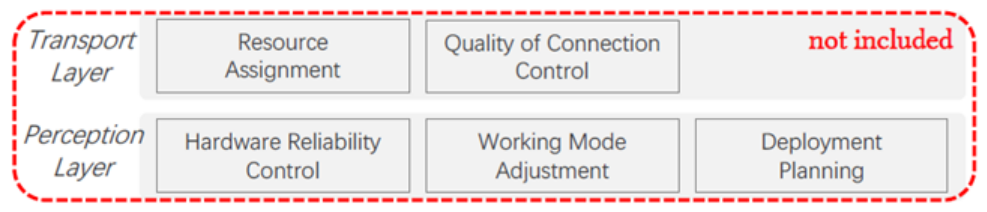 Transport
Layer
Resource
Assignment
Quality of Connection
Control
not included
Perception
Layer
Hardware Reliability
Control
Working Mode
Adjustment
Deployment
Planning